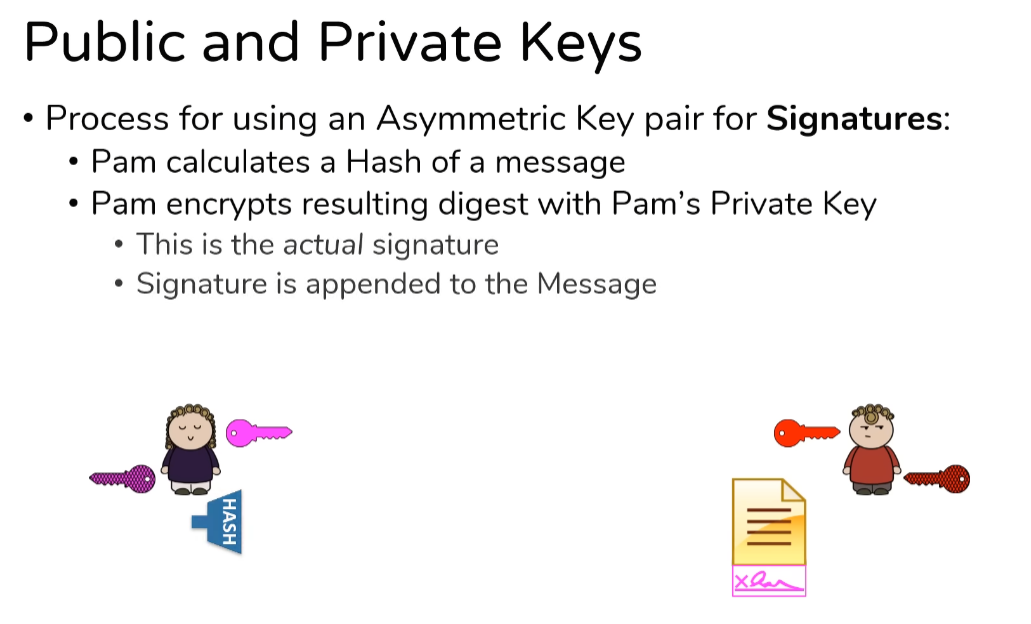 Public and Private Keys
• Process for using an Asymmetric Key pair for Signatures:
• Pam calculates a Hash of a message
• Pam encrypts resulting digest with Pam's Private Key
• This is the actual signature
• Signature is appended to the Message
HASH